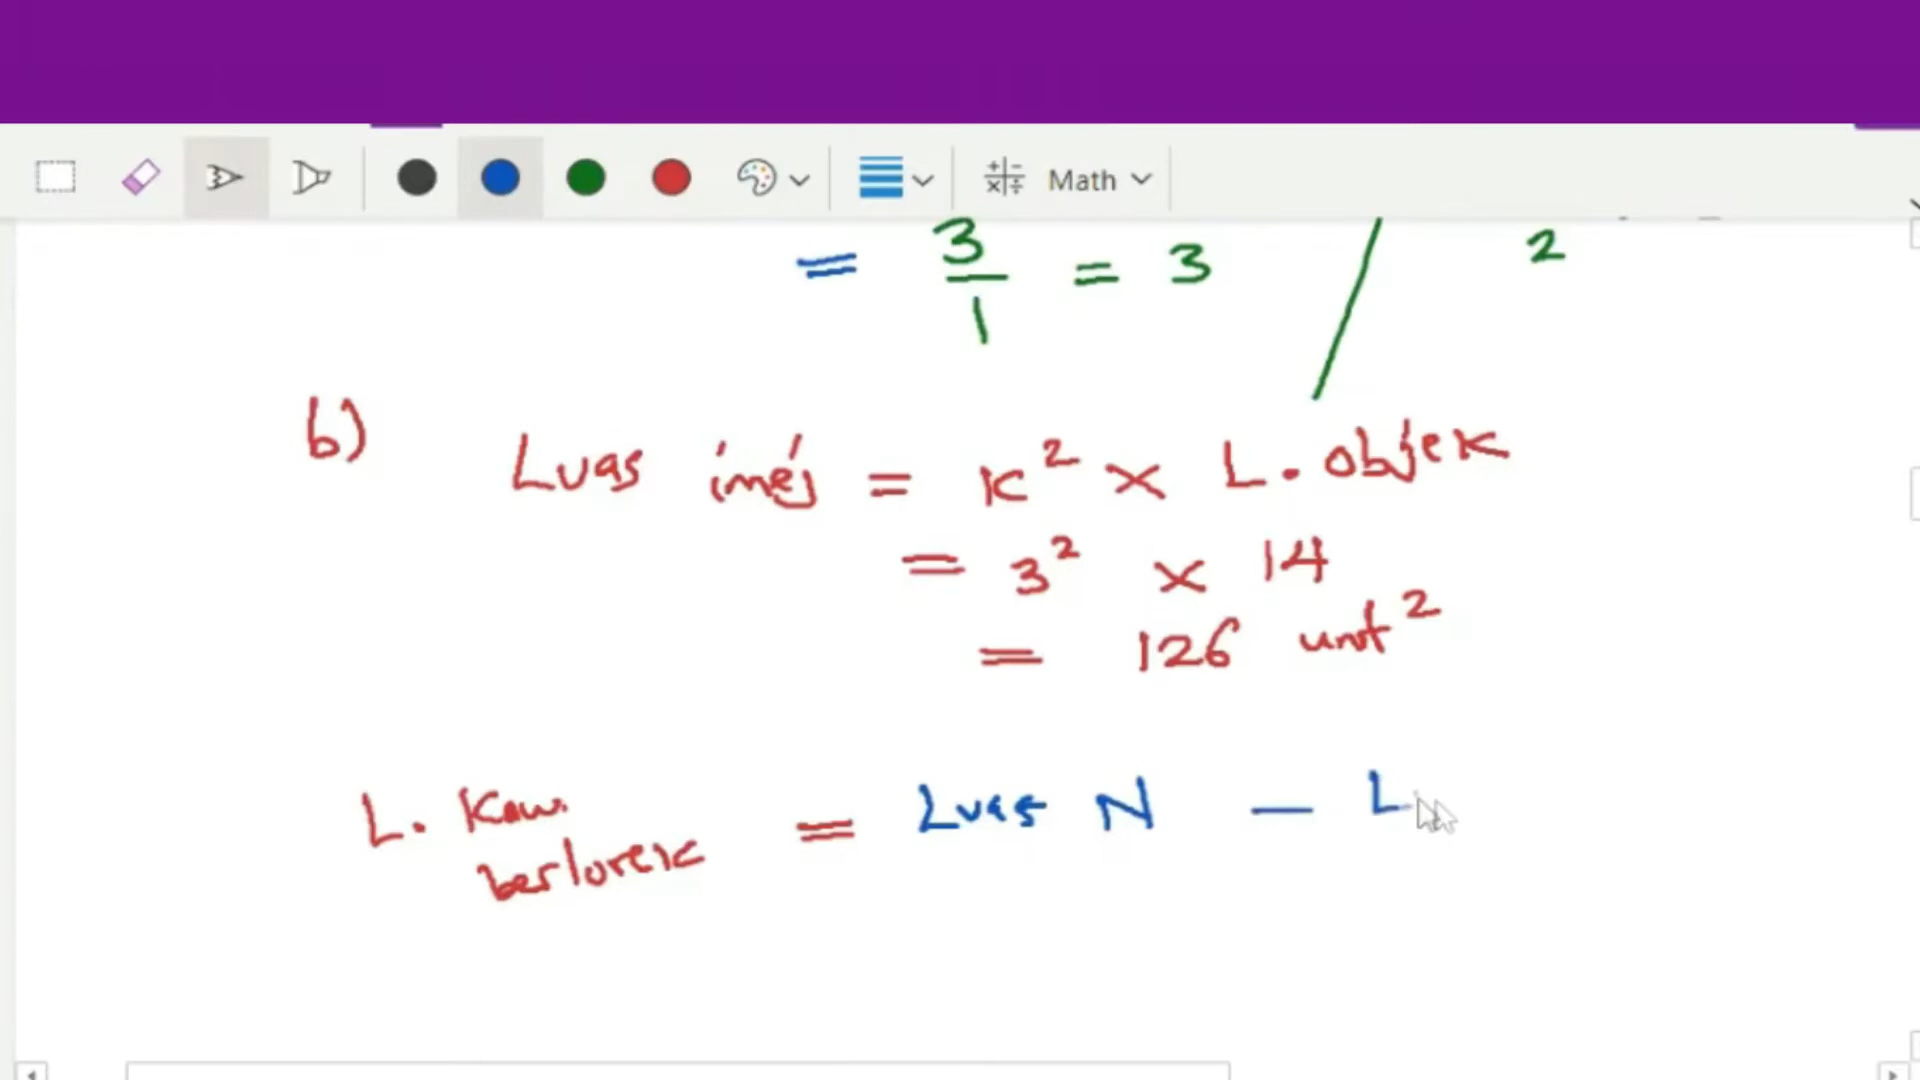 Math
= 3/1 = 3 2
b) Luas imej = k² × L. objek
= 3² × 14
= 126 unit²
L. Kaw. berlorek = Luas N – L